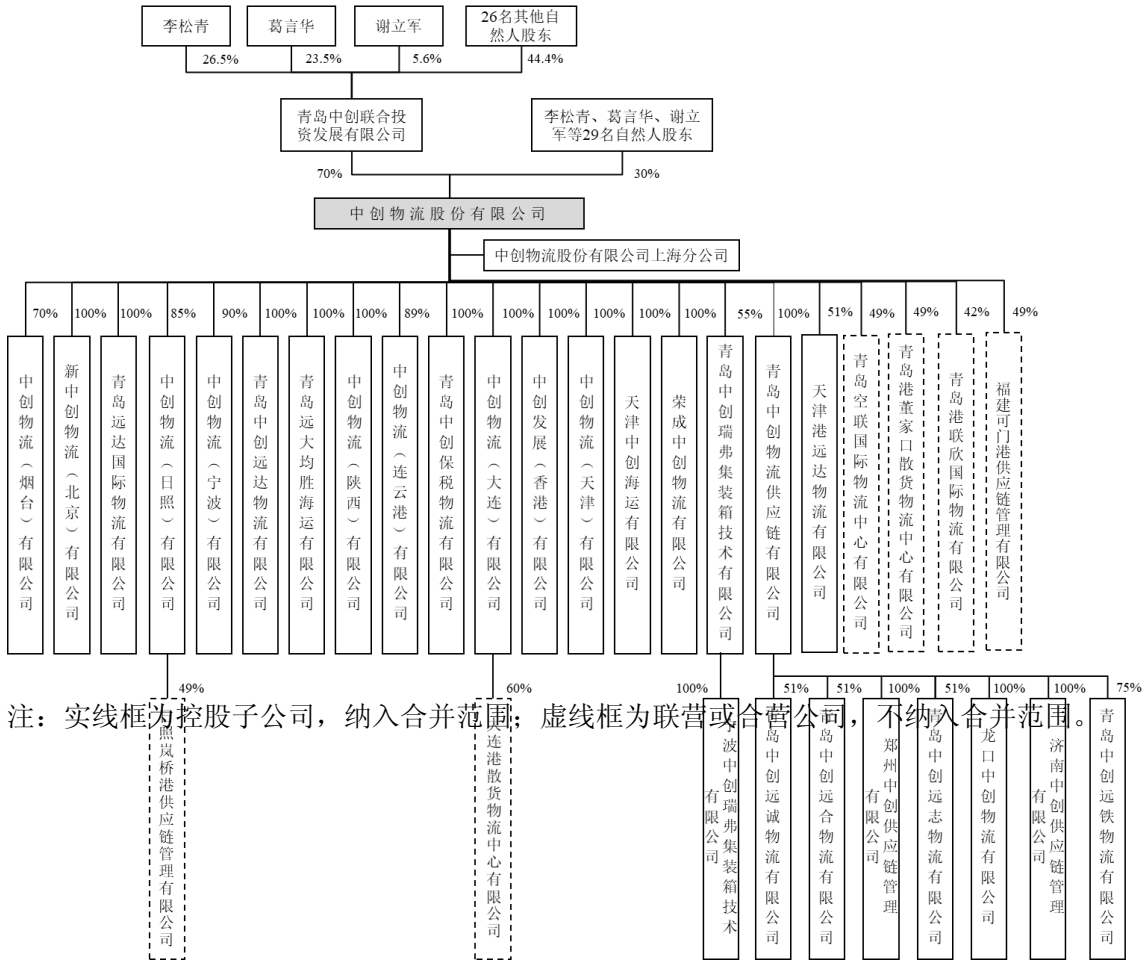 李松青
葛言华
谢立军
26名其他自
然人股东
26.5%
23.5%
5.6%
44.4%
青岛中创联合投
资发展有限公司
李松青、葛言华、谢立
军等29名自然人股东
70%
30%
中创物流股份有限公司
中创物流股份有限公司上海分公司
70%
100%
100%
85%
90%
100%
100%
100%
89%
100%
100%
100%
100%
100%
100%
55%
100%
51%
49%
49%
42%
49%
中创物流（烟台）有限公司
新中创物流（北京）有限公司
青岛远达国际物流有限公司
中创物流（日照）有限公司
中创物流（宁波）有限公司
青岛中创远达物流有限公司
青岛远大均胜海运有限公司
中创物流（陕西）有限公司
中创物流（连云港）有限公司
青岛中创保税物流有限公司
中创物流（大连）有限公司
中创发展（香港）有限公司
中创物流（天津）有限公司
天津中创海运有限公司
荣成中创物流有限公司
青岛中创瑞弗集装箱技术有限公司
青岛中创物流供应链有限公司
天津港远达物流有限公司
青岛空联国际物流中心有限公司
青岛港董家口散货物流中心有限公司
青岛港联欣国际物流有限公司
福建可门港供应链管理有限公司
49%
60%
100%
51%
51%
100%
51%
100%
100%
75%
注：实线框为控股子公司，纳入合并范围；虚线框为联营或合营公司，不纳入合并范围。
照岚桥港供应链管理有限公司
大连港散货物流中心有限公司
宁波中创瑞弗集装箱技术
有限公司
青岛中创远诚物流有限公司
青岛中创远合物流有限公司
郑州中创供应链管理
有限公司
青岛中创远志物流有限公司
龙口中创物流有限公司
济南中创供应链管理
有限公司
青岛中创远铁物流有限公司